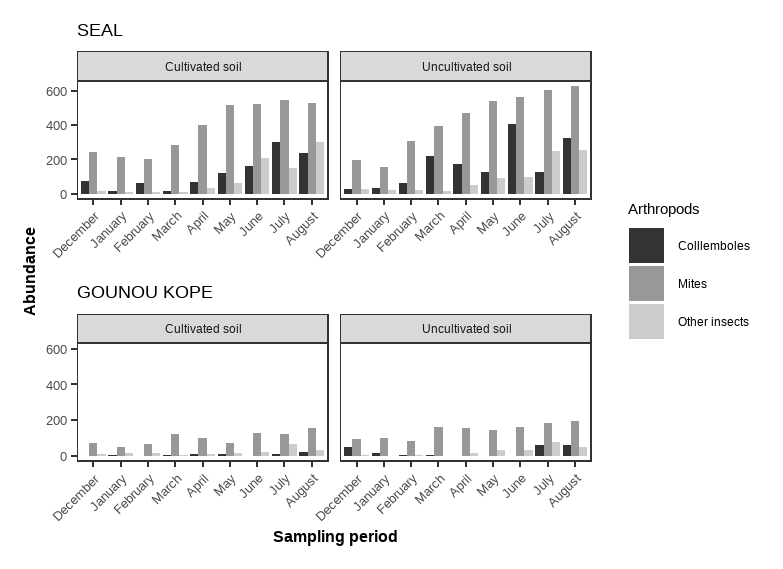 SEAL
Cultivated soil Uncultivated soil
600
400
200
0
December January February March April May June July August December January February March April May June July August
Abundance
GOUNOU KOPE
Cultivated soil Uncultivated soil
600
400
200
0
December January February March April May June July August December January February March April May June July August
Sampling period
Arthropods
Colllemboles
Mites
Other insects